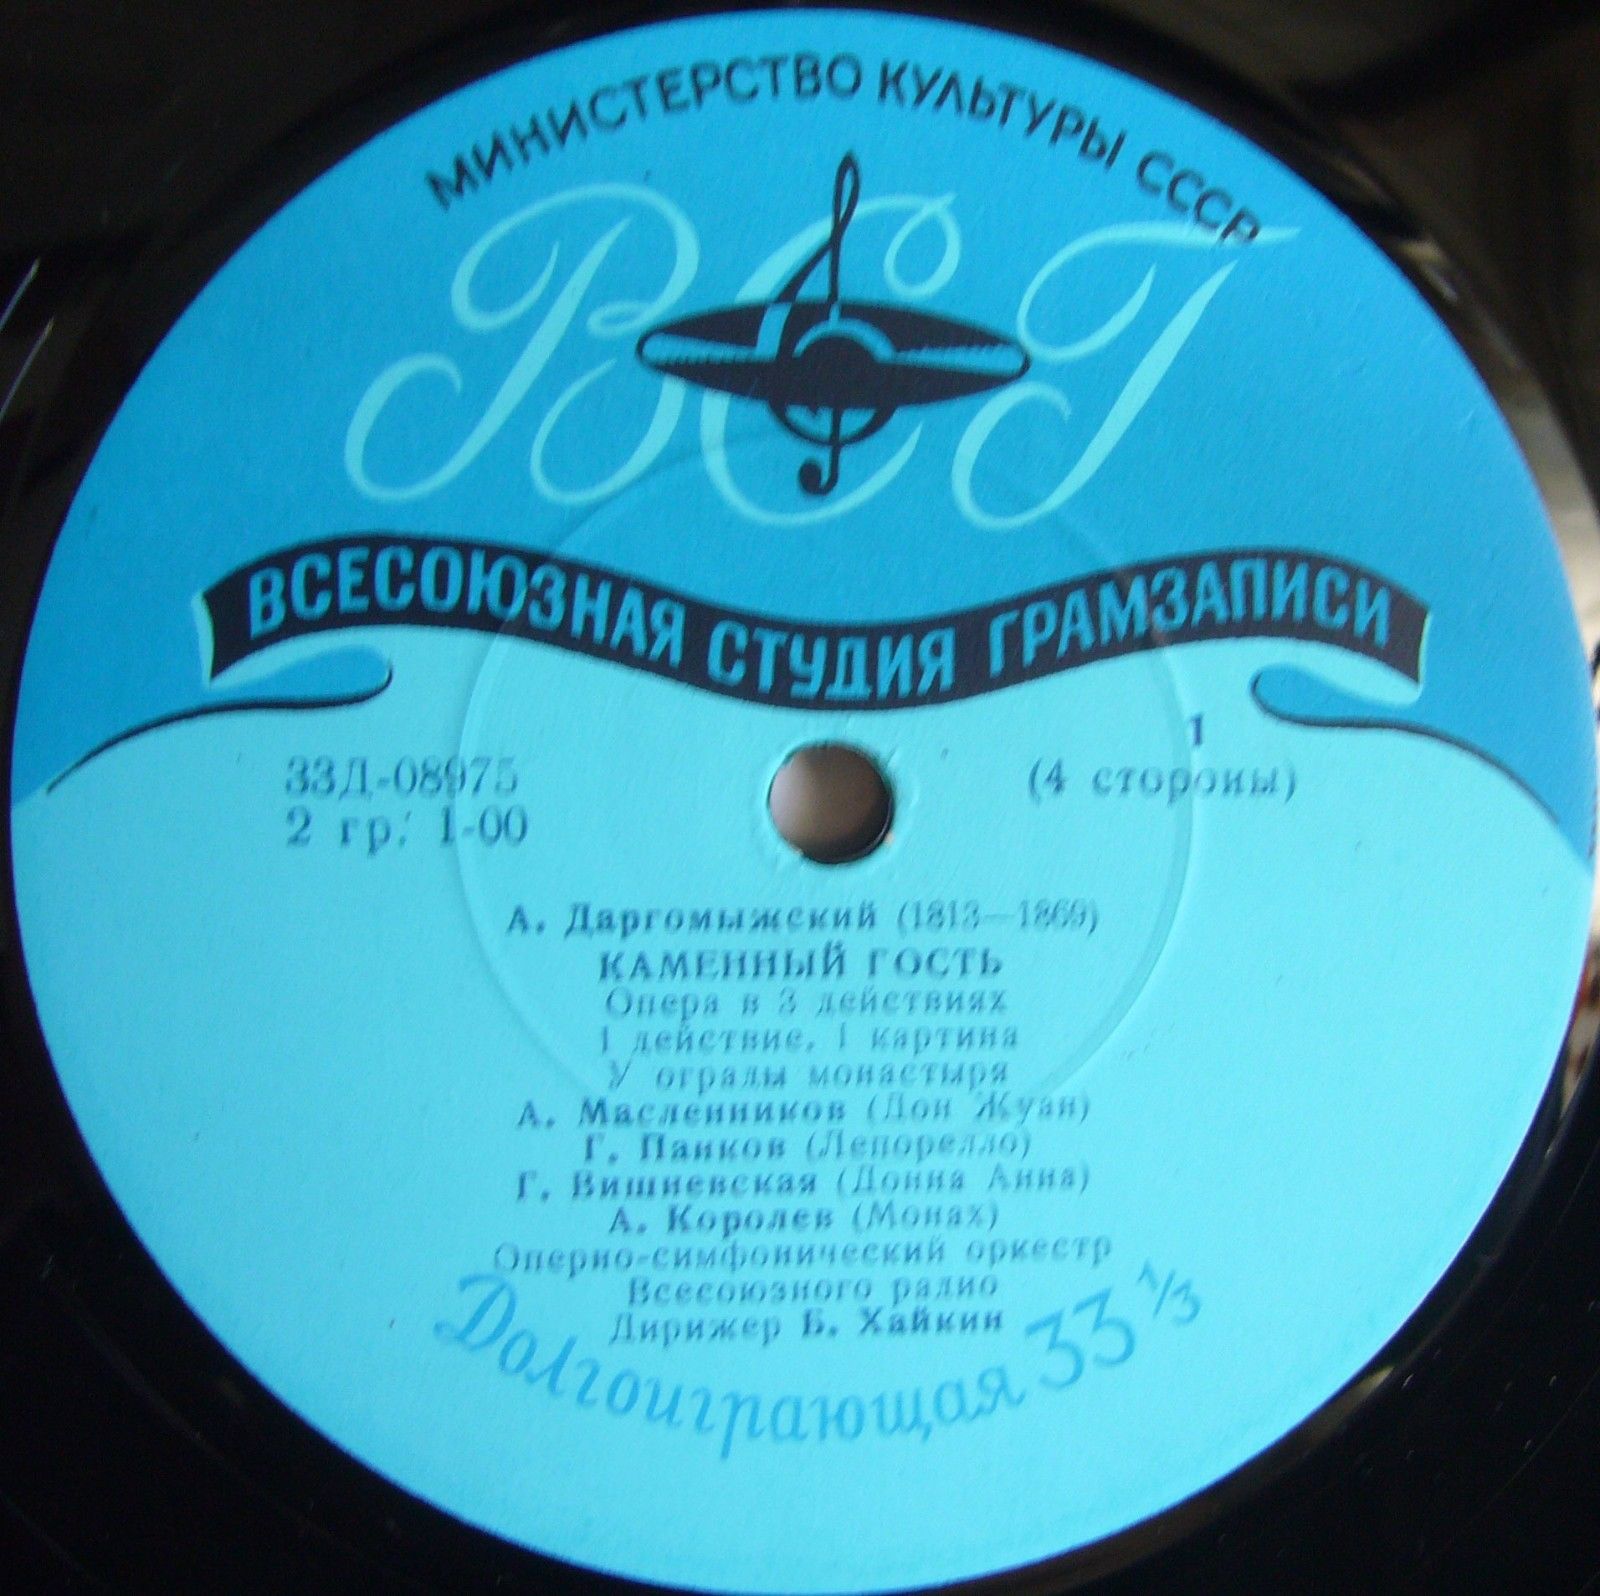 МИНИСТЕРСТВО КУЛЬТУРЫ СССР
ВСГ
ВСЕСОЮЗНАЯ СТУДИЯ ГРАМЗАПИСИ
33Д-08975
2 гр. 1-00
1
(4 стороны)
А. Даргомыжский (1813—1869)
КАМЕННЫЙ ГОСТЬ
Опера в 3 действиях
1 действие, 1 картина
У ограды монастыря
А. Масленников (Дон Жуан)
Г. Панков (Лепорелло)
Г. Вишневская (Донна Анна)
А. Королев (Монах)
Оперно-симфонический оркестр
Всесоюзного радио
Дирижер Б. Хайкин
Долгоиграющая 33 1/3